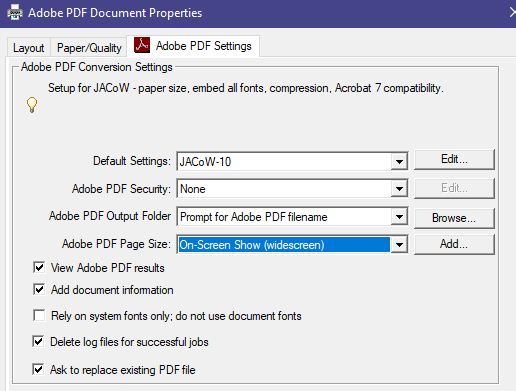 Adobe PDF Document Properties
Layout Paper/Quality Adobe PDF Settings
Adobe PDF Conversion Settings
Setup for JACoW - paper size, embed all fonts, compression, Acrobat 7 compatibility.
Default Settings: JACoW-10 Edit...
Adobe PDF Security: None Edit...
Adobe PDF Output Folder Prompt for Adobe PDF filename Browse...
Adobe PDF Page Size: On-Screen Show (widescreen) Add...
View Adobe PDF results
Add document information
Rely on system fonts only; do not use document fonts
Delete log files for successful jobs
Ask to replace existing PDF file